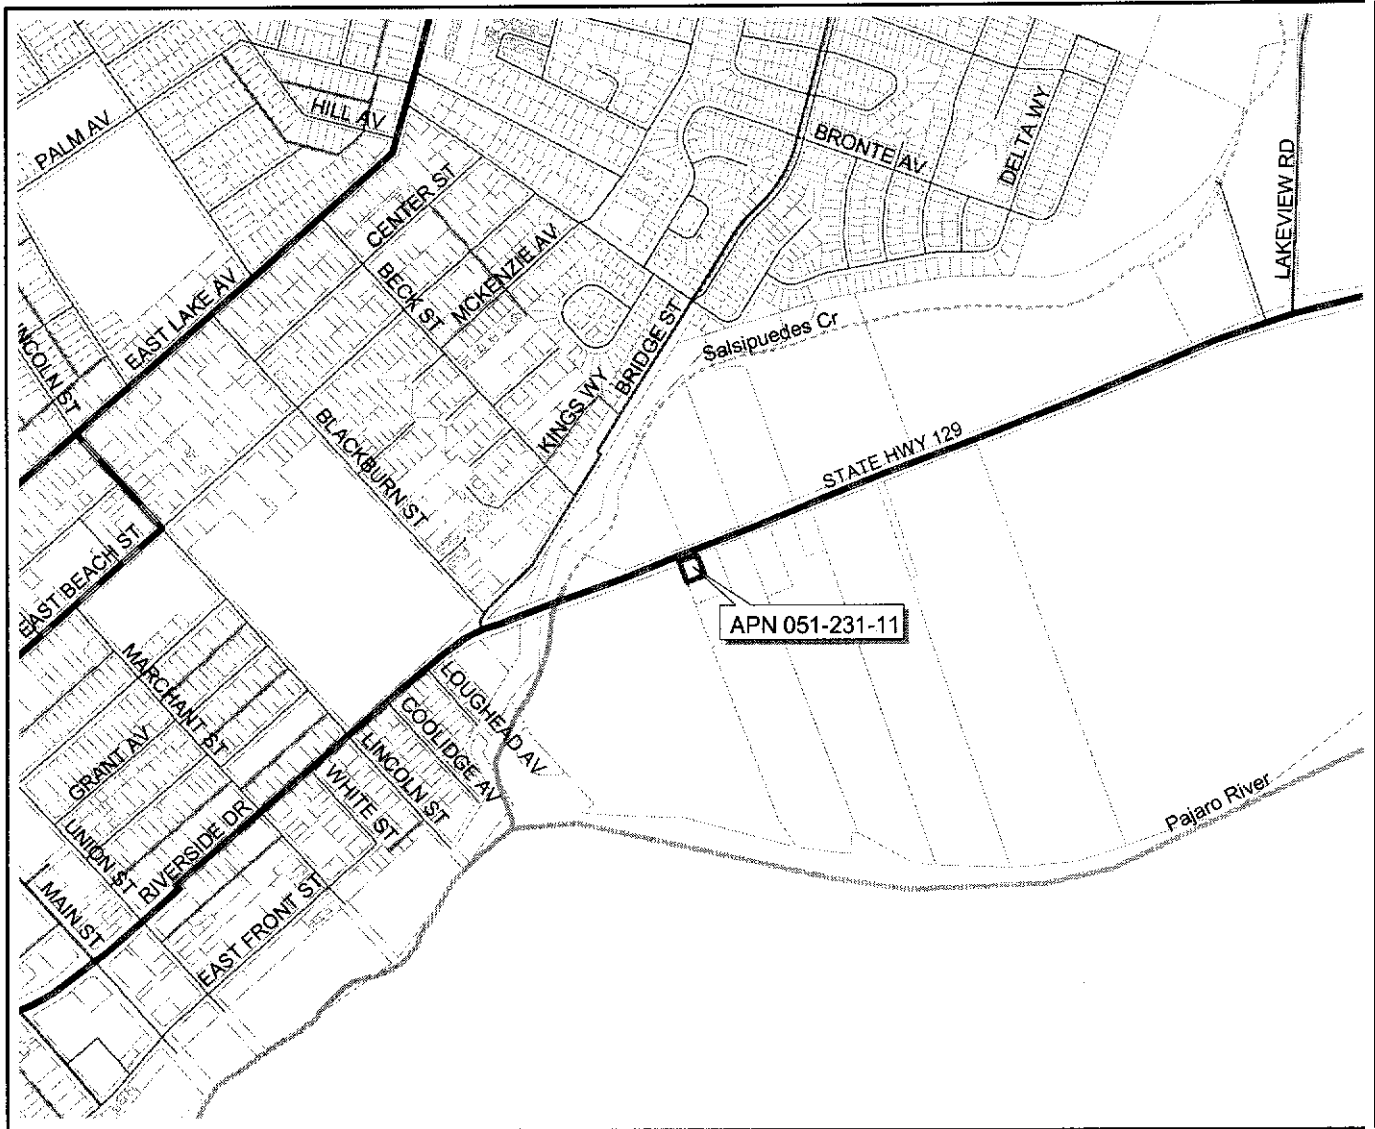 HILL AV
PALM AV
BRONTE AV
DELTA WY
LAKEVIEW RD
CENTER ST
BECK ST
MCKENZIE AV
EAST LAKE AV
NCOLN ST
BRIDGE ST
Salsipuedes Cr
KINGS WY
BLACKBURN ST
STATE HWY 129
EAST BEACH ST
APN 051-231-11
MARCHANT ST
LOUGHEAD AV
COOLIDGE AV
LINCOLN ST
WHITE ST
GRANT AV
UNION ST
RIVERSIDE DR
MAIN ST
EAST FRONT ST
Pajaro River